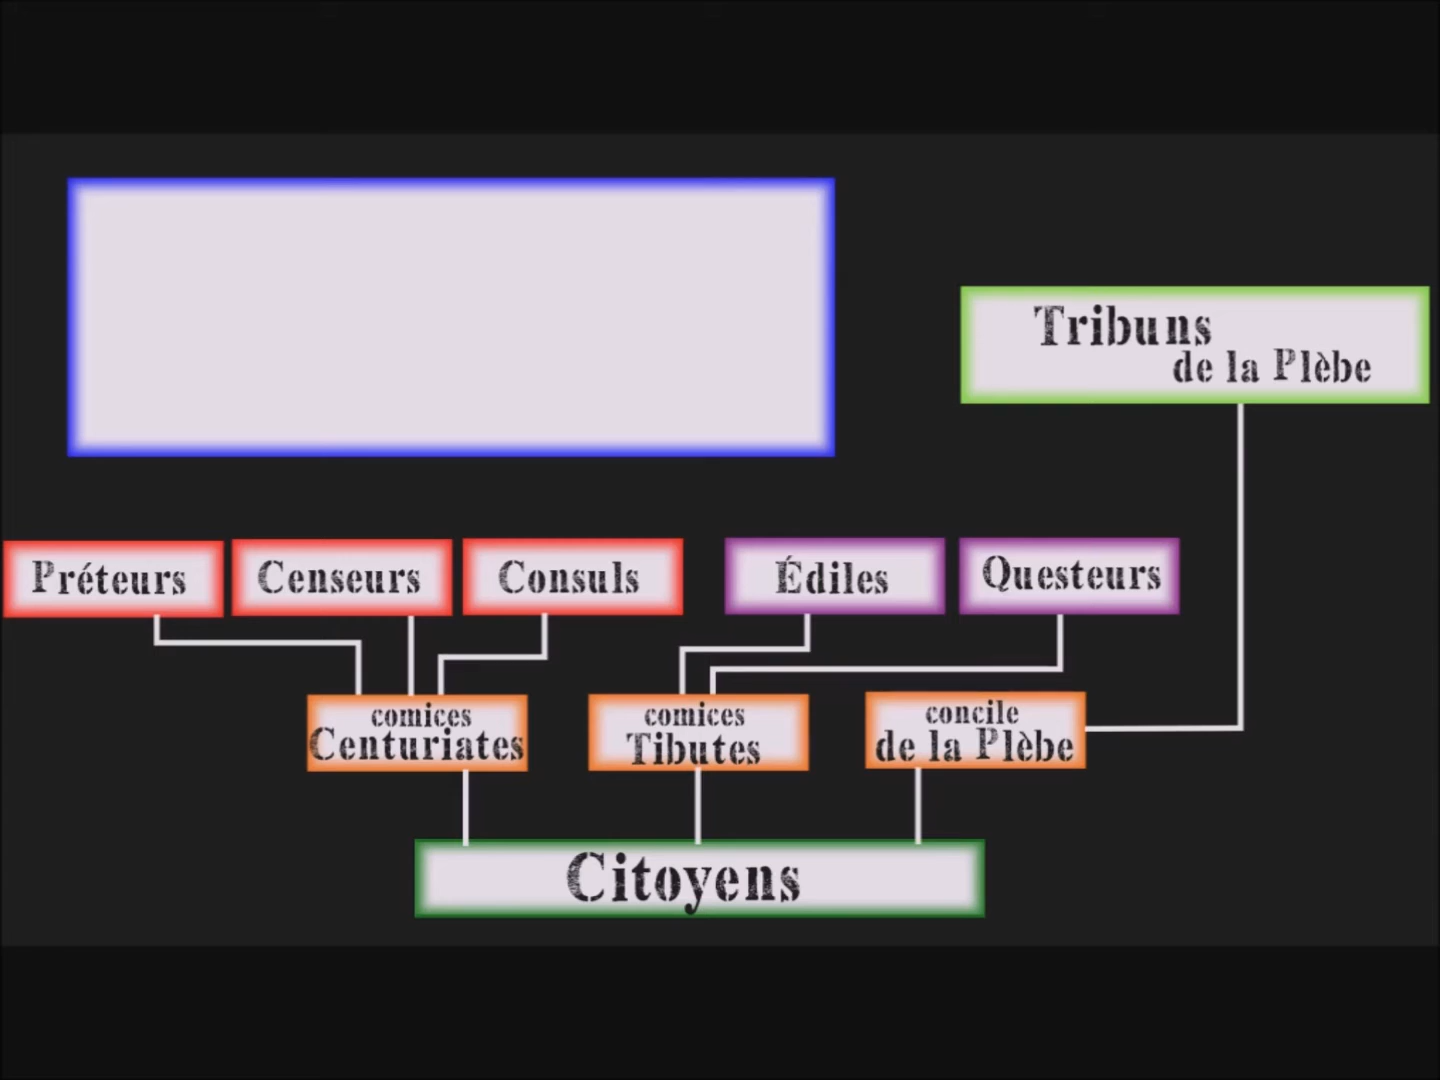 Tribuns
de la Plèbe
Préteurs
Censeurs
Consuls
Édiles
Questeurs
comices
Centuriates
comices
Tibutes
concile
de la Plèbe
Citoyens